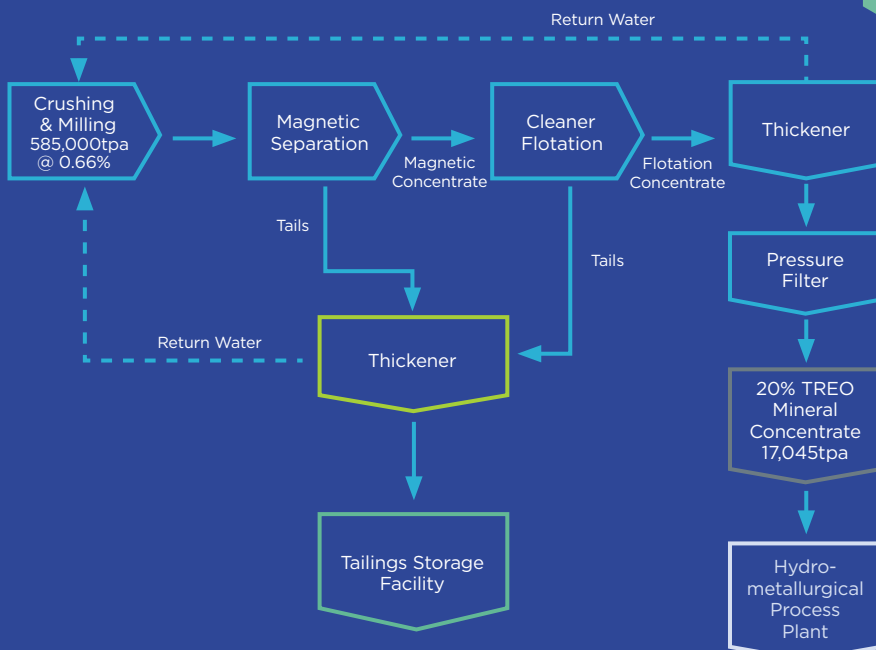 Return Water
Crushing
& Milling
585,000tpa
@ 0.66%
Magnetic
Separation
Magnetic
Concentrate
Cleaner
Flotation
Flotation
Concentrate
Thickener
Tails
Tails
Pressure
Filter
Return Water
Thickener
20% TREO
Mineral
Concentrate
17,045tpa
Tailings Storage
Facility
Hydro-
metallurgical
Process
Plant